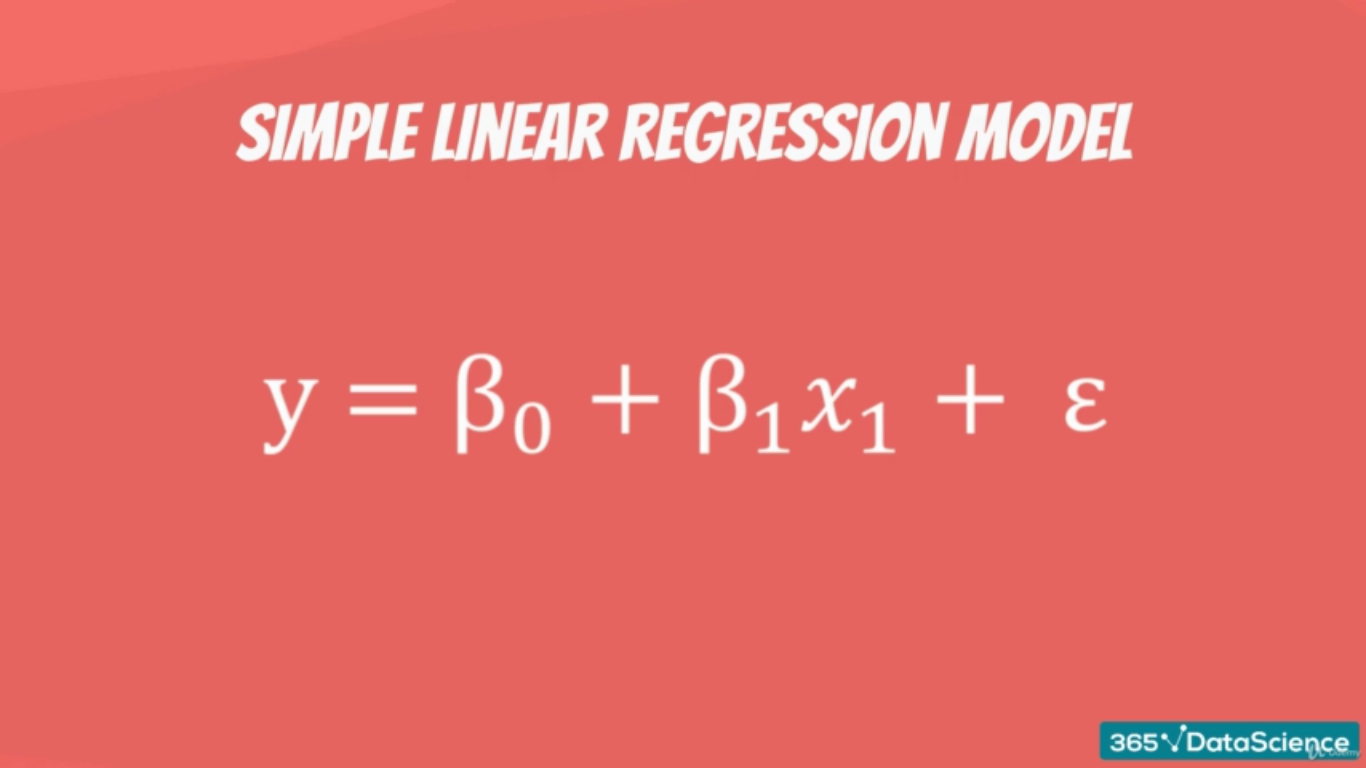 SIMPLE LINEAR REGRESSION MODEL
y = β₀ + β₁x₁ + ε
365 DataScience